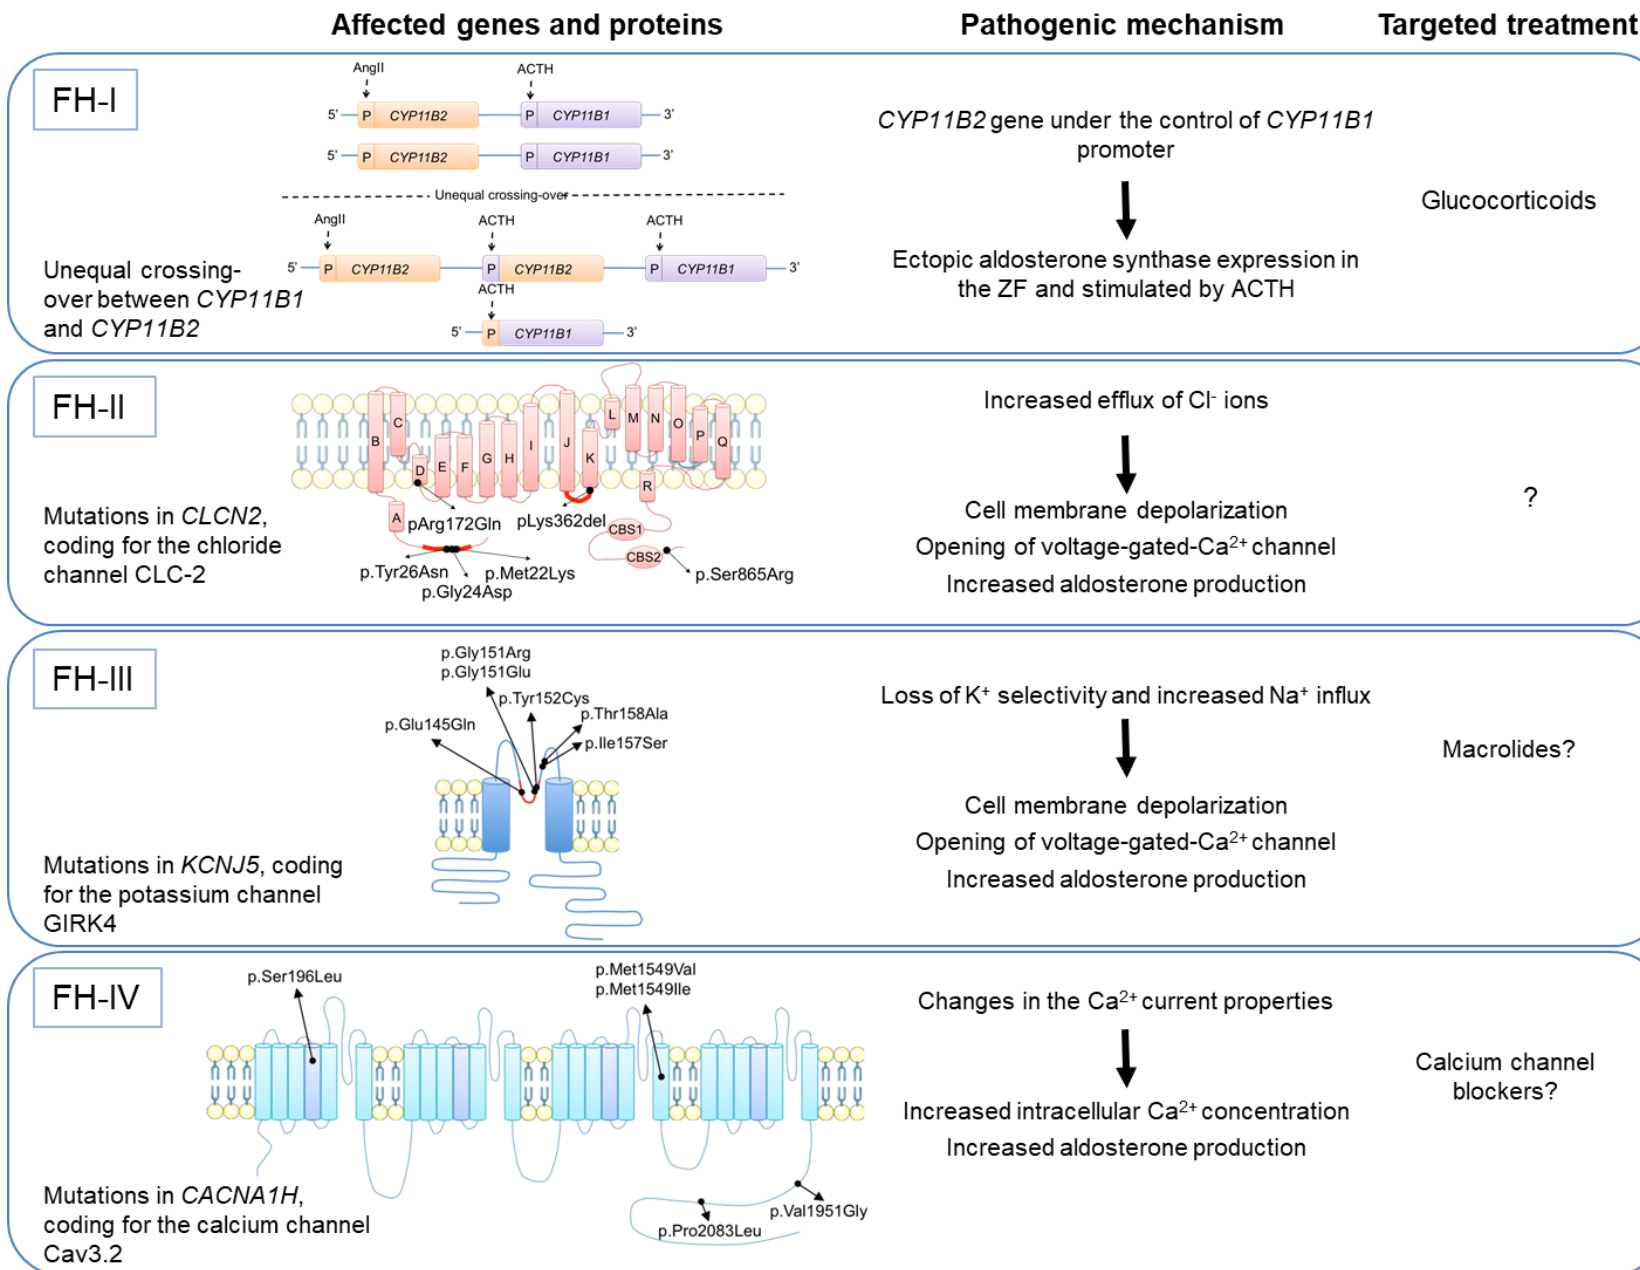 Affected genes and proteins
Pathogenic mechanism
Targeted treatment
FH-I
AngII
ACTH
5' P CYP11B2 P CYP11B1 3'
5' P CYP11B2 P CYP11B1 3'
Unequal crossing-over
AngII
ACTH
ACTH
5' P CYP11B2 P CYP11B2 P CYP11B1 3'
ACTH
5' P CYP11B1 3'
Unequal crossing-
over between CYP11B1
and CYP11B2
CYP11B2 gene under the control of CYP11B1
promoter
Ectopic aldosterone synthase expression in
the ZF and stimulated by ACTH
Glucocorticoids
FH-II
B C D E F G H I J K L M N O P Q
R
A
CBS1
CBS2
pArg172Gln
pLys362del
p.Tyr26Asn
p.Gly24Asp
p.Met22Lys
p.Ser865Arg
Mutations in CLCN2,
coding for the chloride
channel CLC-2
Increased efflux of Cl- ions
Cell membrane depolarization
Opening of voltage-gated-Ca2+ channel
Increased aldosterone production
?
FH-III
p.Gly151Arg
p.Gly151Glu
p.Tyr152Cys
p.Thr158Ala
p.Glu145Gln
p.Ile157Ser
Mutations in KCNJ5, coding
for the potassium channel
GIRK4
Loss of K+ selectivity and increased Na+ influx
Cell membrane depolarization
Opening of voltage-gated-Ca2+ channel
Increased aldosterone production
Macrolides?
FH-IV
p.Ser196Leu
p.Met1549Val
p.Met1549Ile
p.Val1951Gly
p.Pro2083Leu
Mutations in CACNA1H,
coding for the calcium channel
Cav3.2
Changes in the Ca2+ current properties
Increased intracellular Ca2+ concentration
Increased aldosterone production
Calcium channel
blockers?